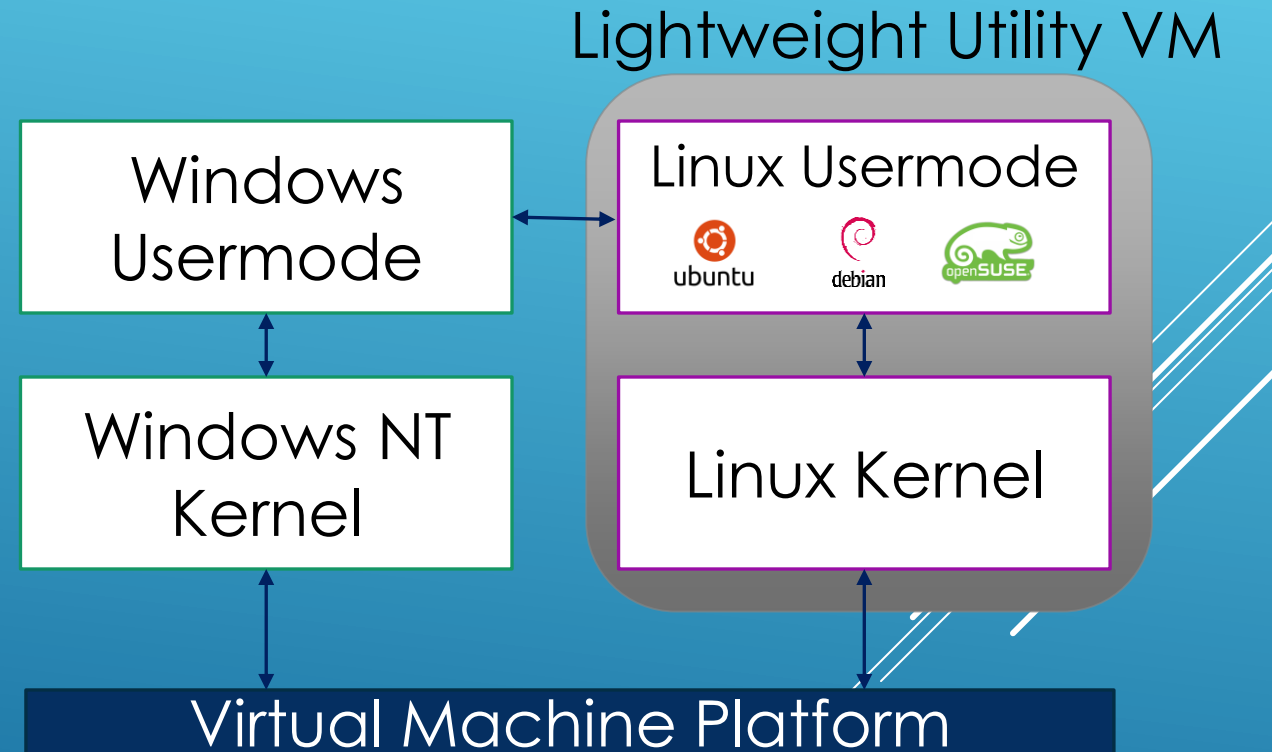 Lightweight Utility VM
Windows
Usermode
Linux Usermode
ubuntu
debian
openSUSE
Windows NT
Kernel
Linux Kernel
Virtual Machine Platform